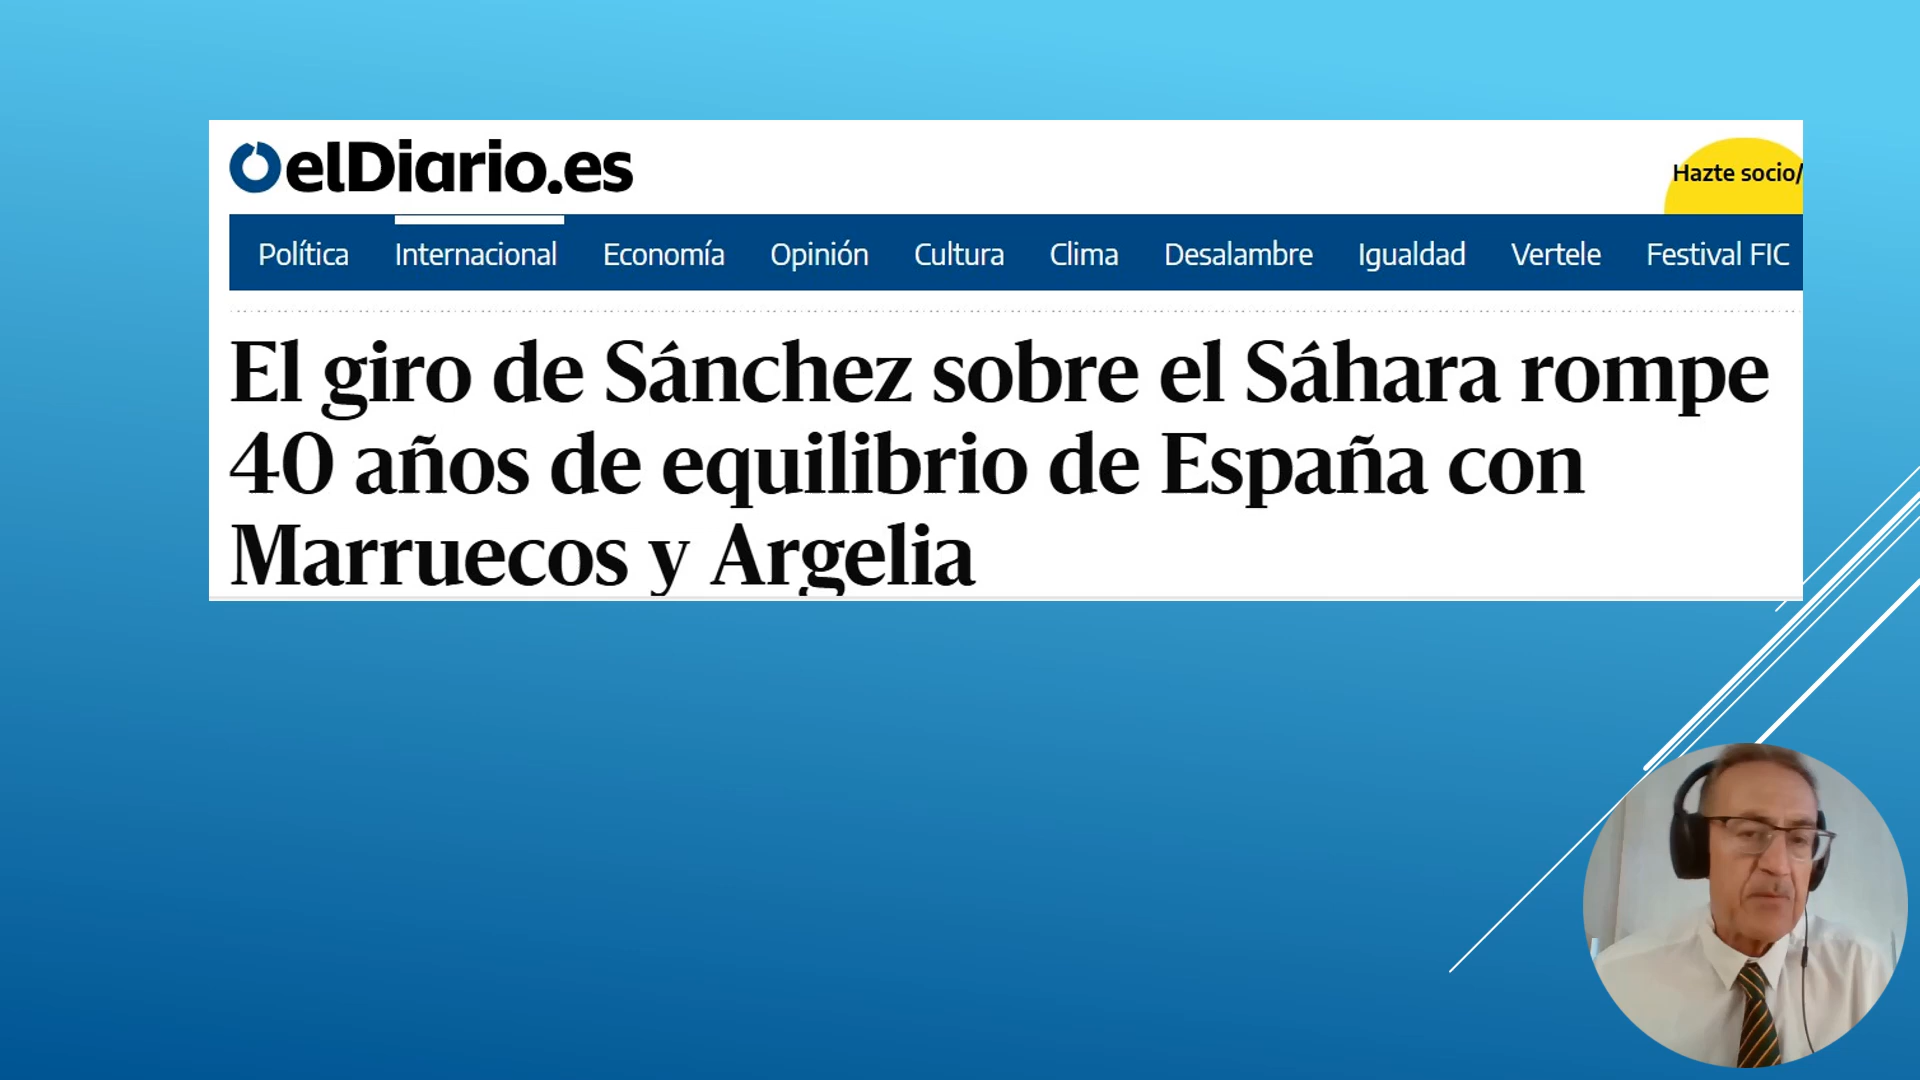 elDiario.es
Hazte socio/
Política Internacional Economía Opinión Cultura Clima Desalambre Igualdad Vertele Festival FIC
El giro de Sánchez sobre el Sáhara rompe
40 años de equilibrio de España con
Marruecos y Argelia